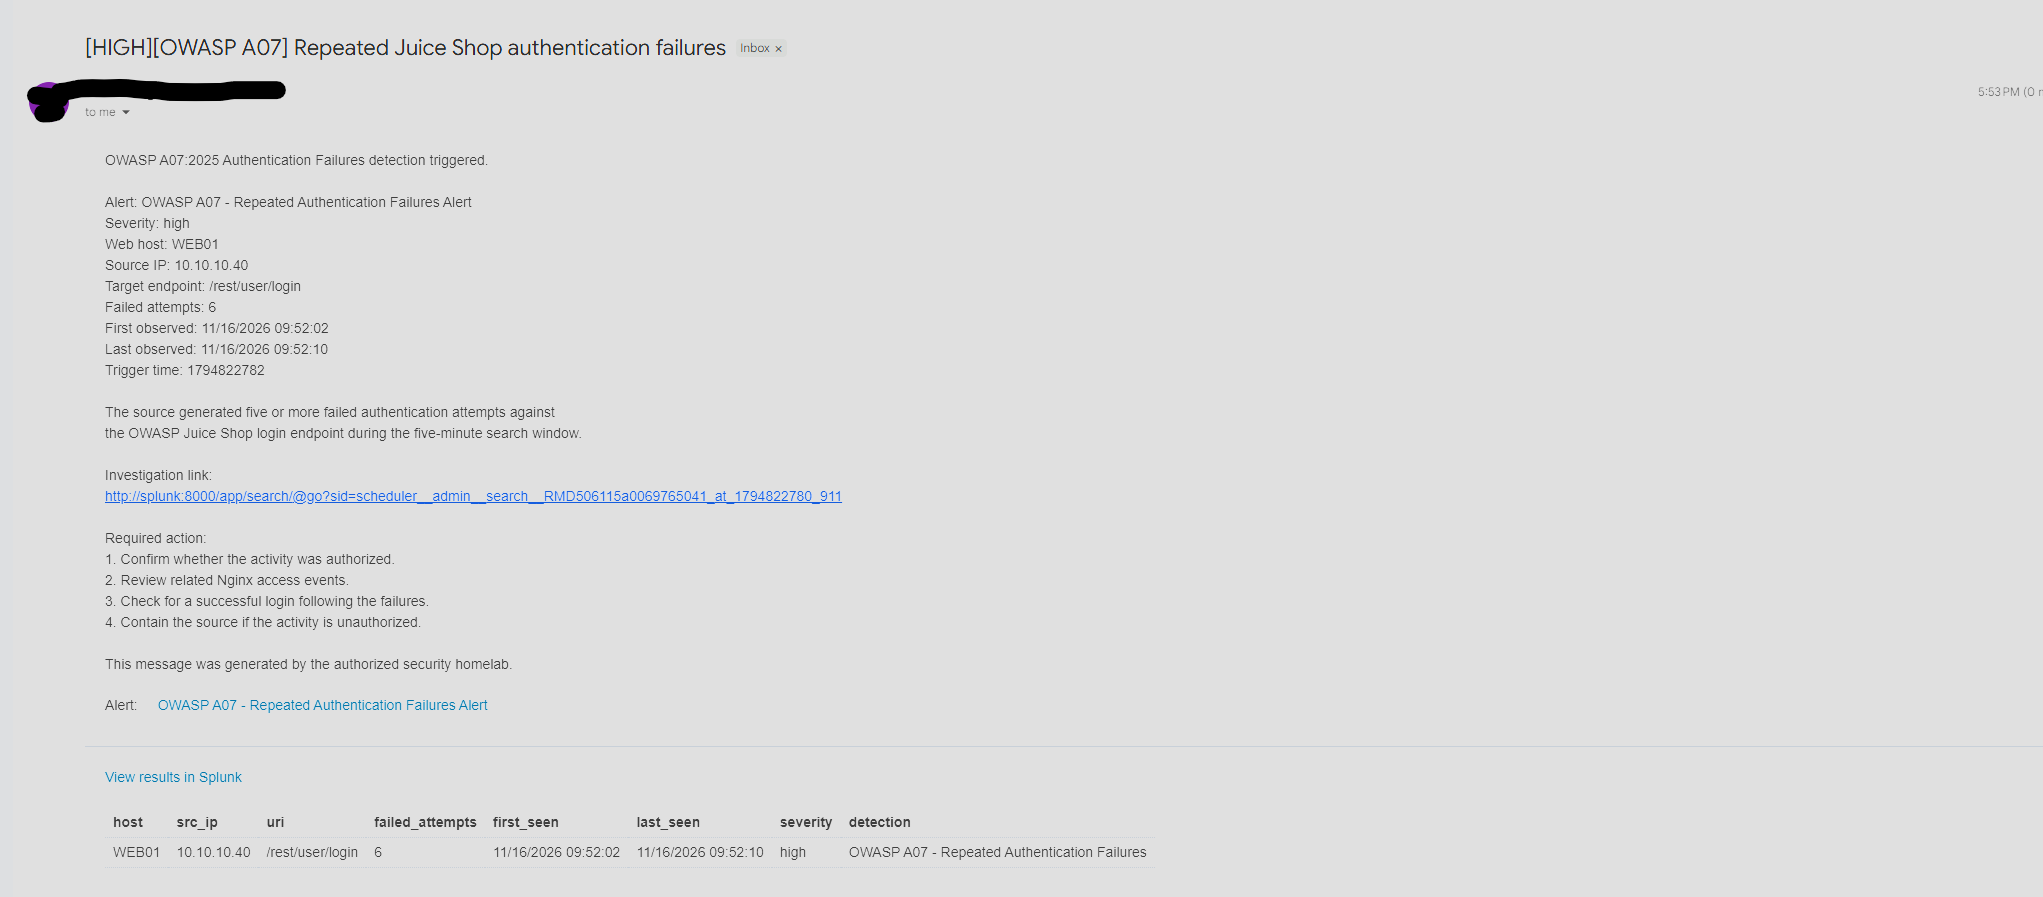 [HIGH][OWASP A07] Repeated Juice Shop authentication failures Inbox ×
5:53 PM (0
to me
OWASP A07:2025 Authentication Failures detection triggered.
Alert: OWASP A07 - Repeated Authentication Failures Alert
Severity: high
Web host: WEB01
Source IP: 10.10.10.40
Target endpoint: /rest/user/login
Failed attempts: 6
First observed: 11/16/2026 09:52:02
Last observed: 11/16/2026 09:52:10
Trigger time: 1794822782
The source generated five or more failed authentication attempts against
the OWASP Juice Shop login endpoint during the five-minute search window.
Investigation link:
http://splunk:8000/app/search/@go?sid=scheduler__admin__search__RMD506115a0069765041_at_1794822780_911
Required action:
1. Confirm whether the activity was authorized.
2. Review related Nginx access events.
3. Check for a successful login following the failures.
4. Contain the source if the activity is unauthorized.
This message was generated by the authorized security homelab.
Alert: OWASP A07 - Repeated Authentication Failures Alert
View results in Splunk
host src_ip uri failed_attempts first_seen last_seen severity detection
WEB01 10.10.10.40 /rest/user/login 6 11/16/2026 09:52:02 11/16/2026 09:52:10 high OWASP A07 - Repeated Authentication Failures